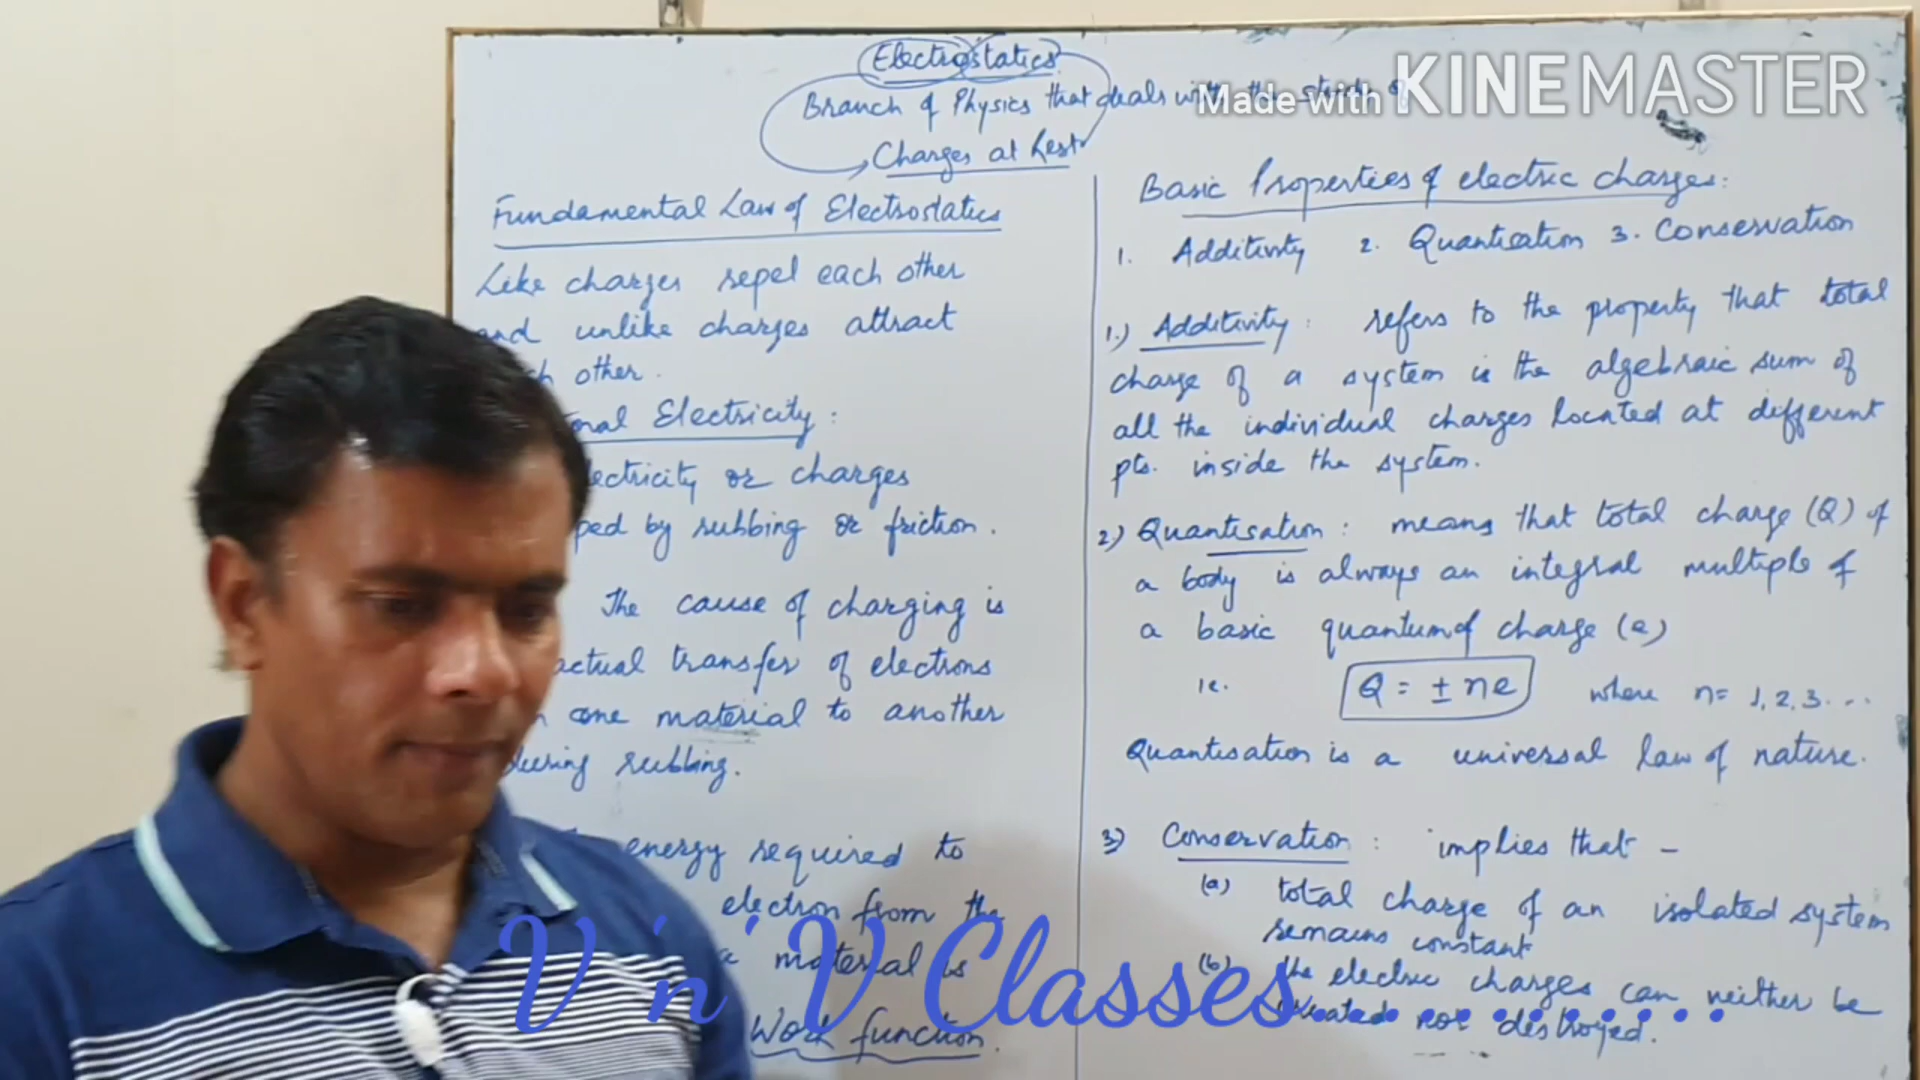 Electrostatics
Branch of Physics that deals with the study of
Charges at Rest
Made with KINEMASTER
Fundamental Law of Electrostatics
Like charges repel each other
and unlike charges attract
other.
Electricity:
or charges
by rubbing or friction.
The cause of charging is
actual transfer of electrons
one material to another
during rubbing.
energy required to
electron from the
a material is
Work function.
Basic Properties of electric charges:
1. Additivity 2. Quantisation 3. Conservation
1.) Additivity: refers to the property that total
charge of a system is the algebraic sum of
all the individual charges located at different
pts. inside the system.
2) Quantisation: means that total charge (Q) of
a body is always an integral multiple of
a basic quantum of charge (e)
ie. Q = ± ne where n = 1, 2, 3...
Quantisation is a universal law of nature.
3) Conservation: implies that -
(a) total charge of an isolated system
remains constant
(b) the electric charges can neither be
created nor destroyed.
V 'n' V Classes............